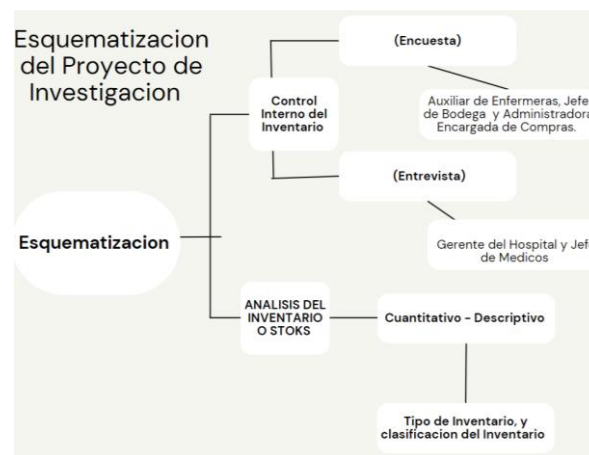 Esquematizacion
del Proyecto de
Investigacion
(Encuesta)
Auxiliar de Enfermeras, Jefe
de Bodega y Administradora
Encargada de Compras.
Control
Interno del
Inventario
(Entrevista)
Gerente del Hospital y Jefe
de Medicos
Esquematizacion
ANALISIS DEL
INVENTARIO
O STOKS
Cuantitativo - Descriptivo
Tipo de Inventario, y
clasificacion del Inventario